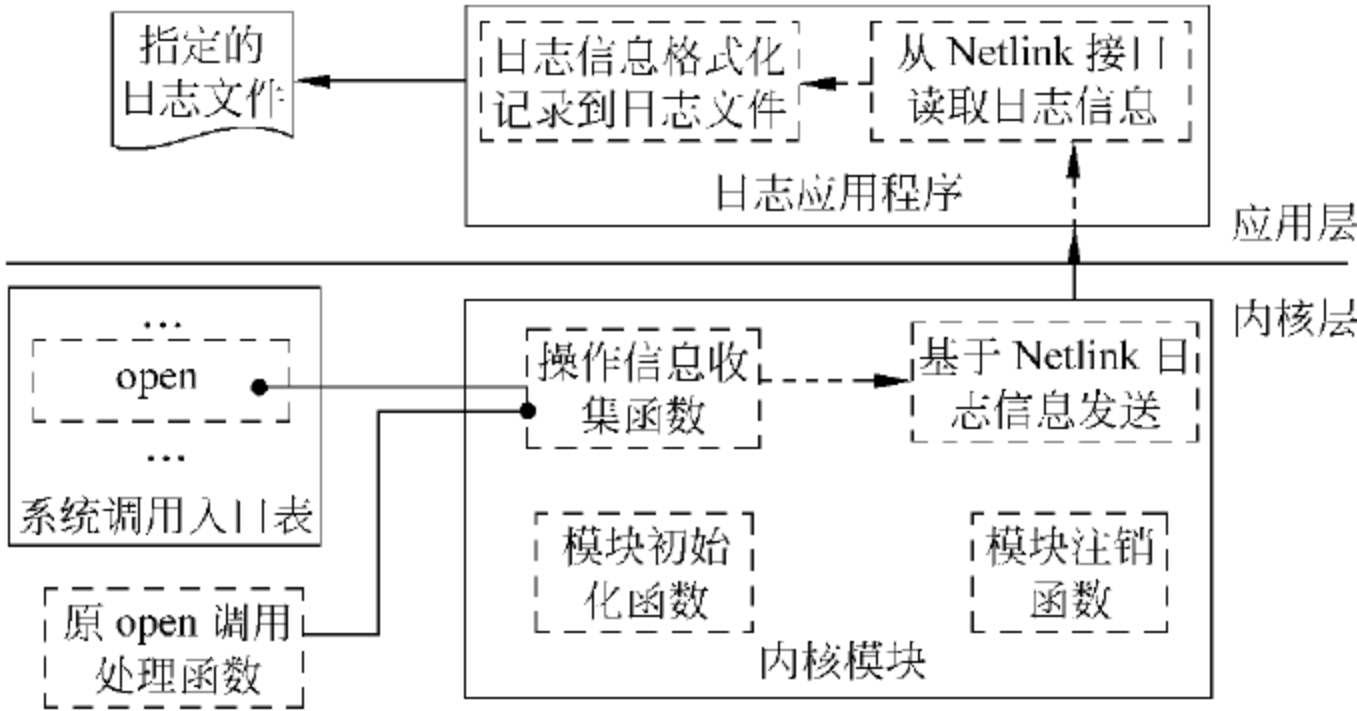 指定的
日志文件
日志信息格式化
记录到日志文件
从 Netlink 接口
读取日志信息
日志应用程序
应用层
内核层
...
open
...
系统调用入口表
操作信息收
集函数
基于 Netlink 日
志信息发送
模块初始
化函数
模块注销
函数
内核模块
原 open 调用
处理函数